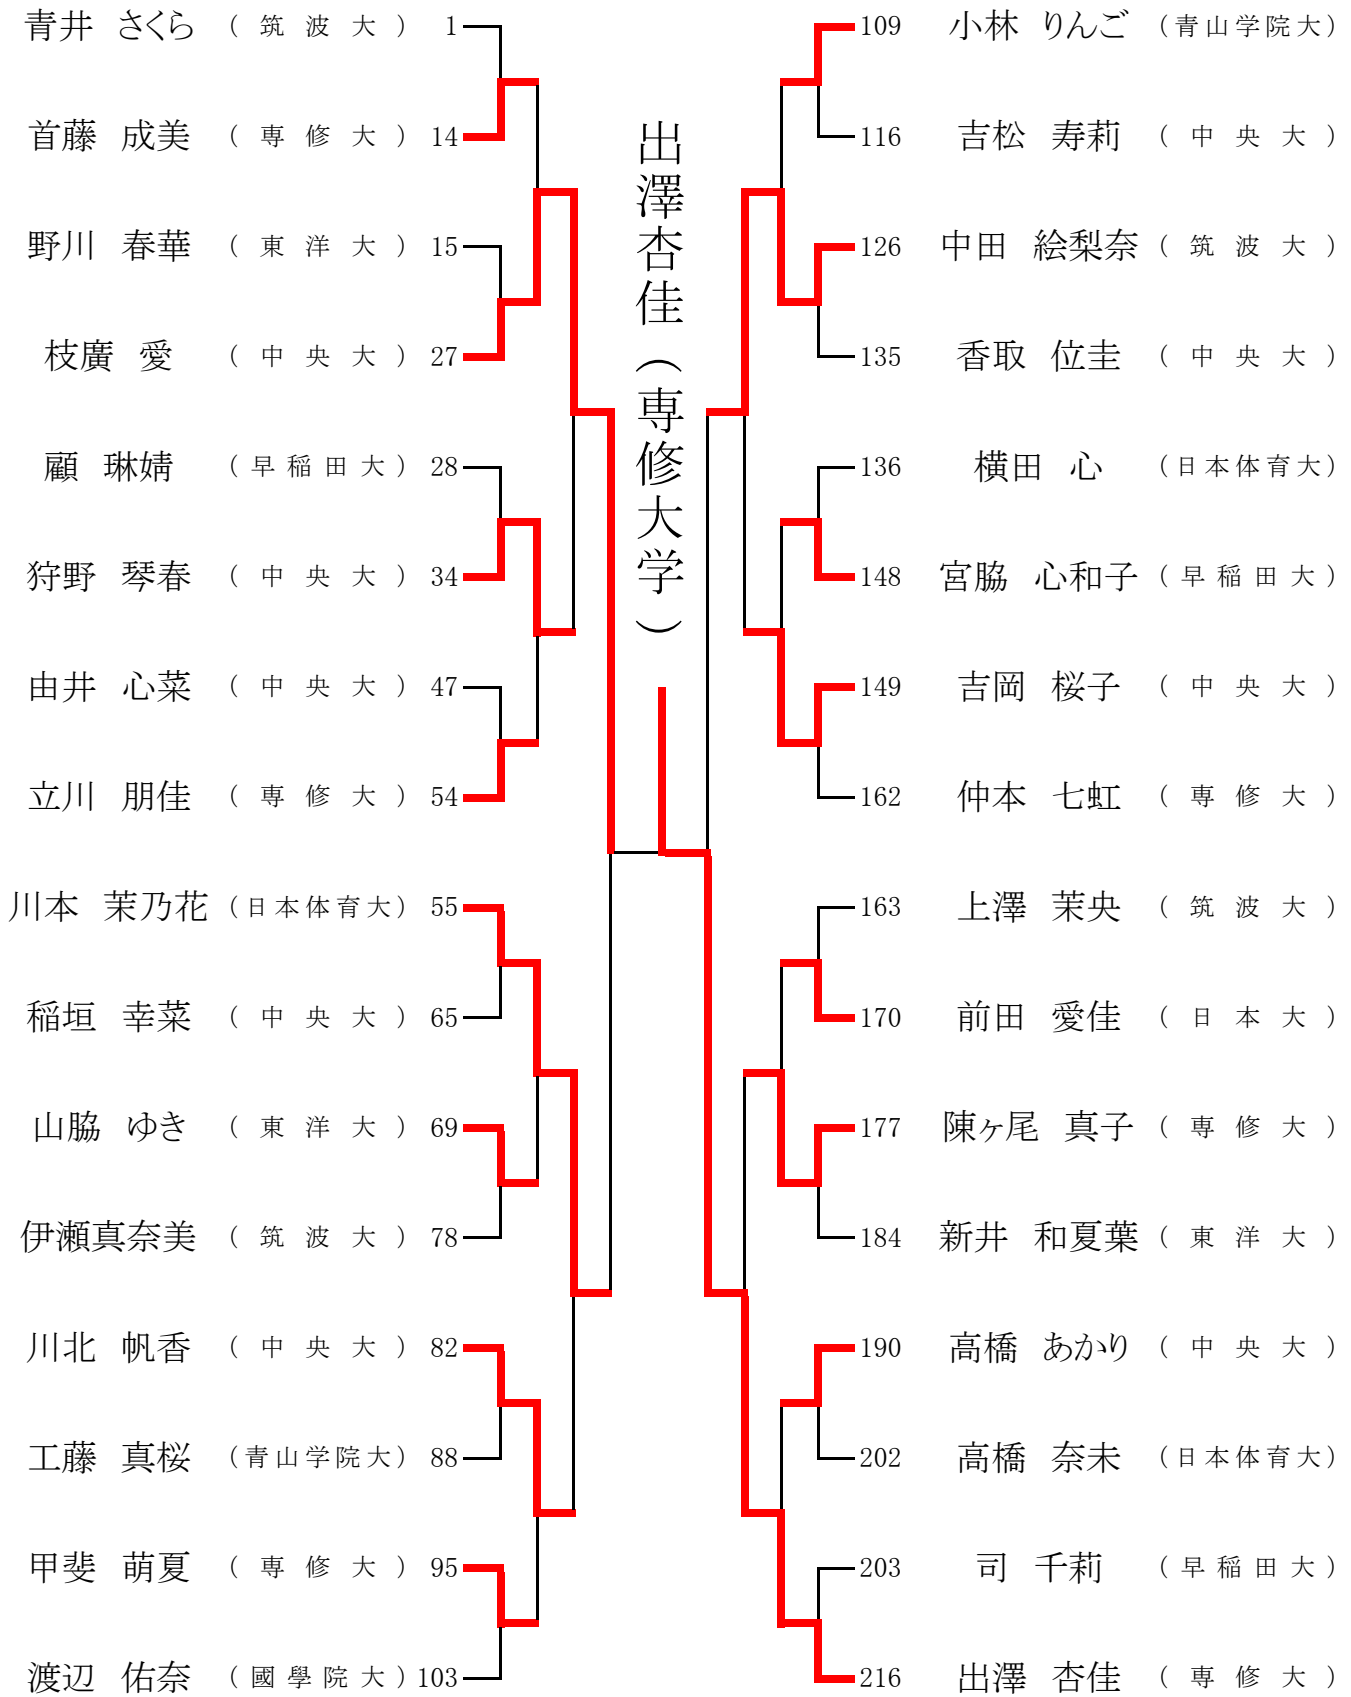 青井 さくら （ 筑 波 大 ） 1
首藤 成美 （ 専 修 大 ） 14
野川 春華 （ 東 洋 大 ） 15
枝廣 愛 （ 中 央 大 ） 27
顧 琳婧 （ 早 稲 田 大 ） 28
狩野 琴春 （ 中 央 大 ） 34
由井 心菜 （ 中 央 大 ） 47
立川 朋佳 （ 専 修 大 ） 54
川本 茉乃花 （日本体育大） 55
稲垣 幸菜 （ 中 央 大 ） 65
山脇 ゆき （ 東 洋 大 ） 69
伊瀬真奈美 （ 筑 波 大 ） 78
川北 帆香 （ 中 央 大 ） 82
工藤 真桜 （青山学院大） 88
甲斐 萌夏 （ 専 修 大 ） 95
渡辺 佑奈 （ 國 學 院 大 ） 103
出澤杏佳（専修大学）
109 小林 りんご （青山学院大）
116 吉松 寿莉 （ 中 央 大 ）
126 中田 絵梨奈 （ 筑 波 大 ）
135 香取 位圭 （ 中 央 大 ）
136 横田 心 （日本体育大）
148 宮脇 心和子 （ 早 稲 田 大 ）
149 吉岡 桜子 （ 中 央 大 ）
162 仲本 七虹 （ 専 修 大 ）
163 上澤 茉央 （ 筑 波 大 ）
170 前田 愛佳 （ 日 本 大 ）
177 陳ヶ尾 真子 （ 専 修 大 ）
184 新井 和夏葉 （ 東 洋 大 ）
190 高橋 あかり （ 中 央 大 ）
202 高橋 奈未 （日本体育大）
203 司 千莉 （ 早 稲 田 大 ）
216 出澤 杏佳 （ 専 修 大 ）